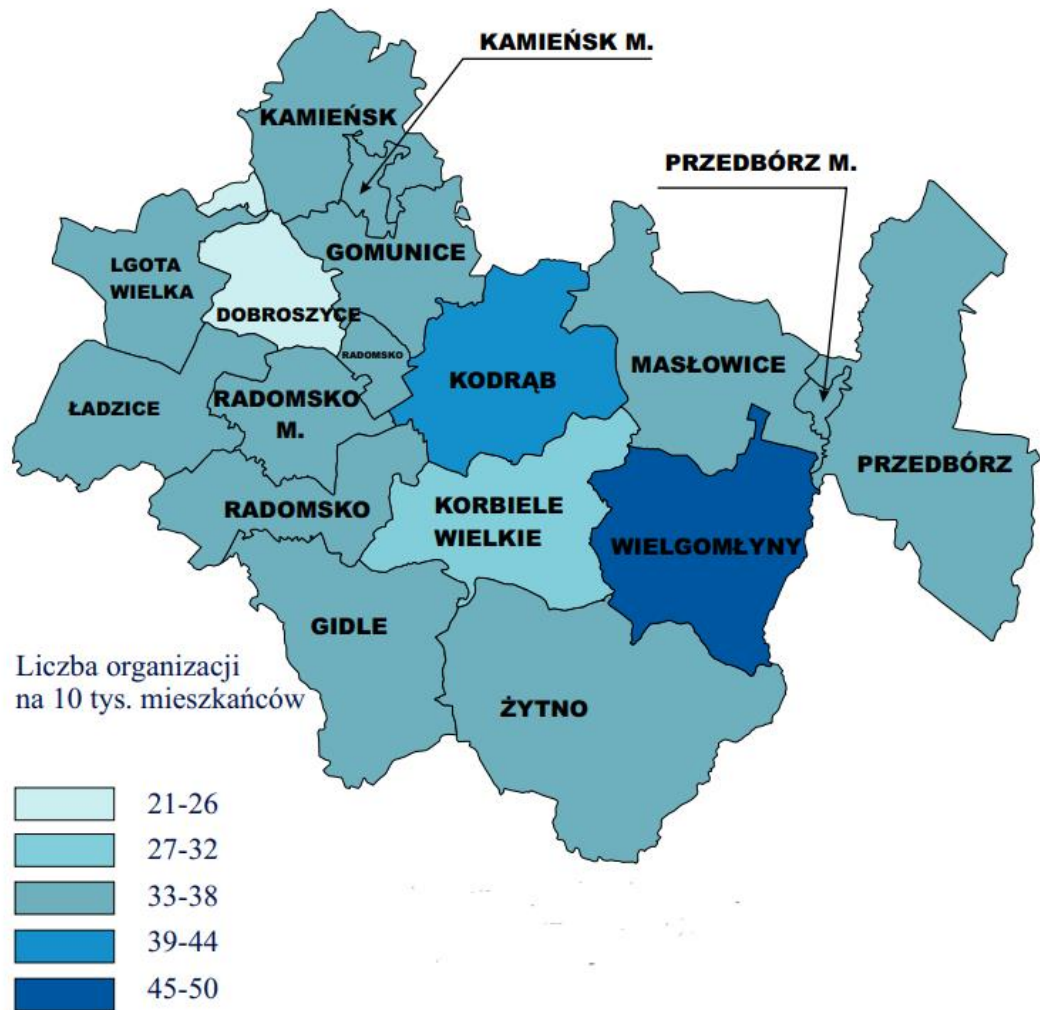 KAMIEŃSK M.
KAMIEŃSK
PRZEDBÓRZ M.
GOMUNICE
LGOTA
WIELKA
DOBROSZYCE
RADOMSKO
MASŁOWICE
KODRĄB
ŁADZICE
RADOMSKO
M.
PRZEDBÓRZ
RADOMSKO
KORBIELE
WIELKIE
WIELGOMŁYNY
GIDLE
Liczba organizacji
na 10 tys. mieszkańców
ŻYTNO
21-26
27-32
33-38
39-44
45-50